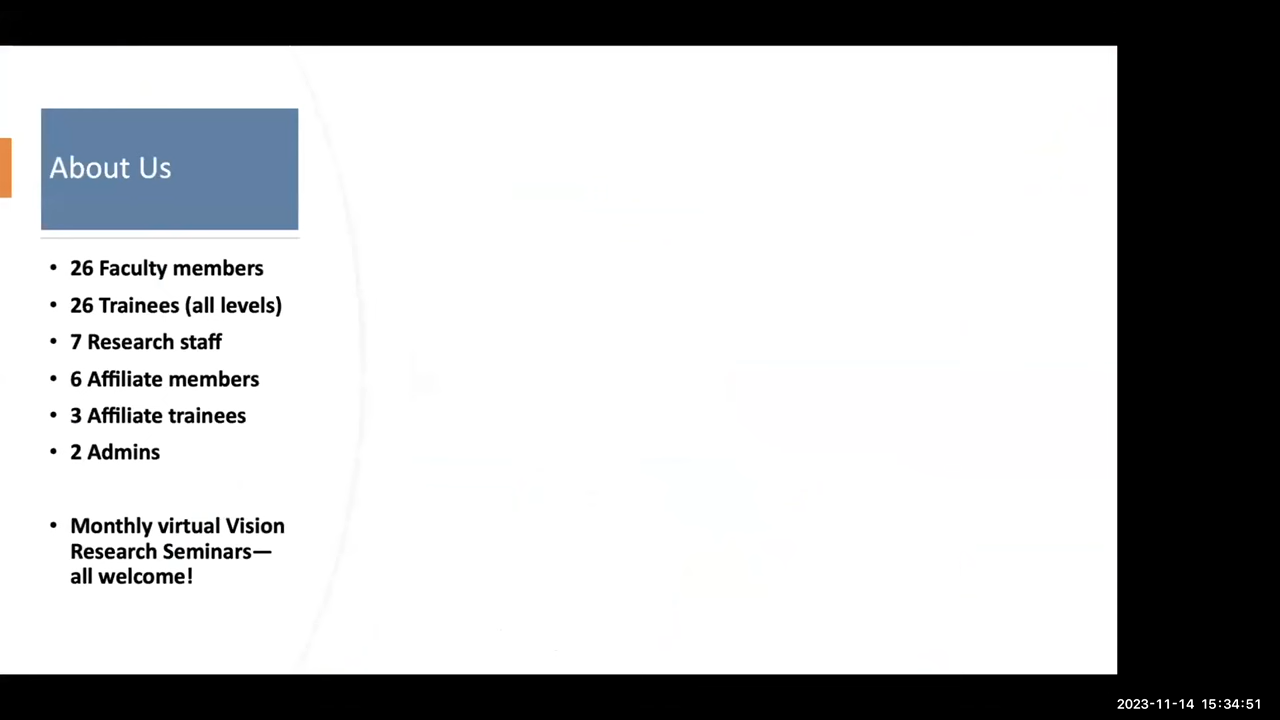 About Us
• 26 Faculty members
• 26 Trainees (all levels)
• 7 Research staff
• 6 Affiliate members
• 3 Affiliate trainees
• 2 Admins
• Monthly virtual Vision
Research Seminars—
all welcome!
2023-11-14 15:34:51